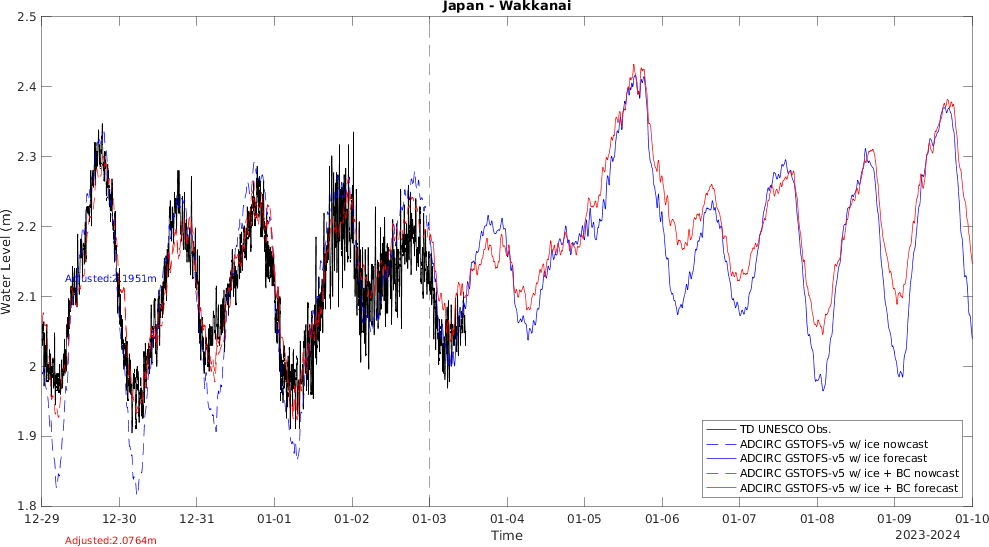 Japan - Wakkanai
2.5
2.4
2.3
2.2
2.1
2
1.9
1.8
Water Level (m)
Adjusted:2.1951m
TD UNESCO Obs.
ADCIRC GSTOFS-v5 w/ ice nowcast
ADCIRC GSTOFS-v5 w/ ice forecast
ADCIRC GSTOFS-v5 w/ ice + BC nowcast
ADCIRC GSTOFS-v5 w/ ice + BC forecast
12-29 12-30 12-31 01-01 01-02 01-03 01-04 01-05 01-06 01-07 01-08 01-09 01-10
Time
2023-2024
Adjusted:2.0764m